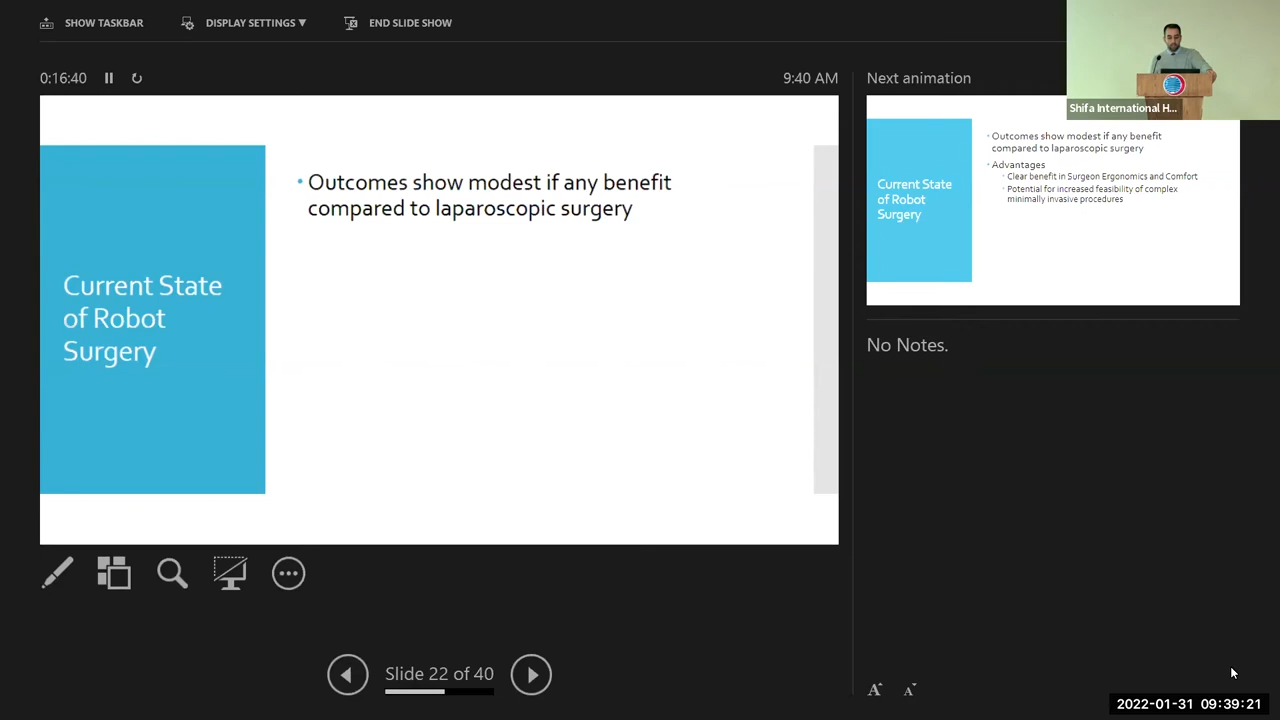 SHOW TASKBAR
DISPLAY SETTINGS ▼
END SLIDE SHOW
0:16:40
9:40 AM
Current State
of Robot
Surgery
• Outcomes show modest if any benefit
compared to laparoscopic surgery
Next animation
Shifa International H...
Current State
of Robot
Surgery
• Outcomes show modest if any benefit
compared to laparoscopic surgery
• Advantages
• Clear benefit in Surgeon Ergonomics and Comfort
• Potential for increased feasibility of complex
minimally invasive procedures
No Notes.
Slide 22 of 40
A A
2022-01-31 09:39:21